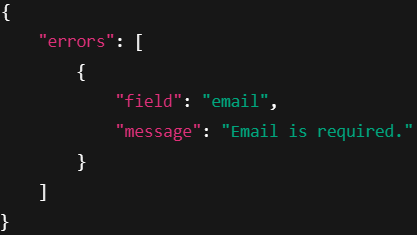 {
    "errors": [
        {
            "field": "email",
            "message": "Email is required."
        }
    ]
}